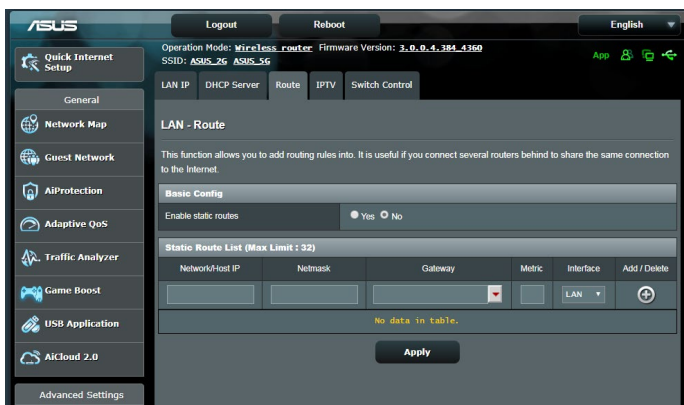 ASUS
Logout
Reboot
English
Operation Mode: Wireless router Firmware Version: 3.0.0.4.384_4360
SSID: ASUS_2G ASUS_5G
App
Quick Internet
Setup
General
Network Map
Guest Network
AiProtection
Adaptive QoS
Traffic Analyzer
Game Boost
USB Application
AiCloud 2.0
Advanced Settings
LAN IP DHCP Server Route IPTV Switch Control
LAN - Route
This function allows you to add routing rules into. It is useful if you connect several routers behind to share the same connection
to the Internet.
Basic Config
Enable static routes Yes No
Static Route List (Max Limit : 32)
Network/Host IP Netmask Gateway Metric Interface Add / Delete
LAN
No data in table.
Apply